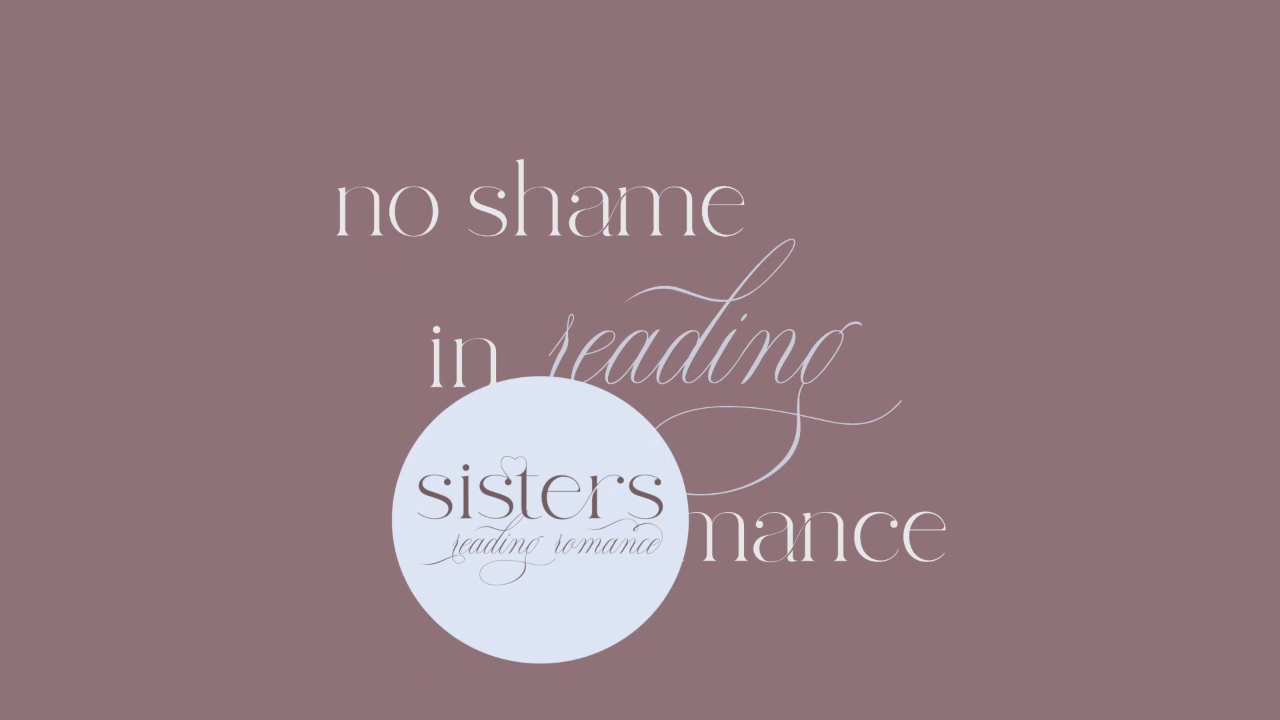 no shame
in reading
mance
sisters
reading romance